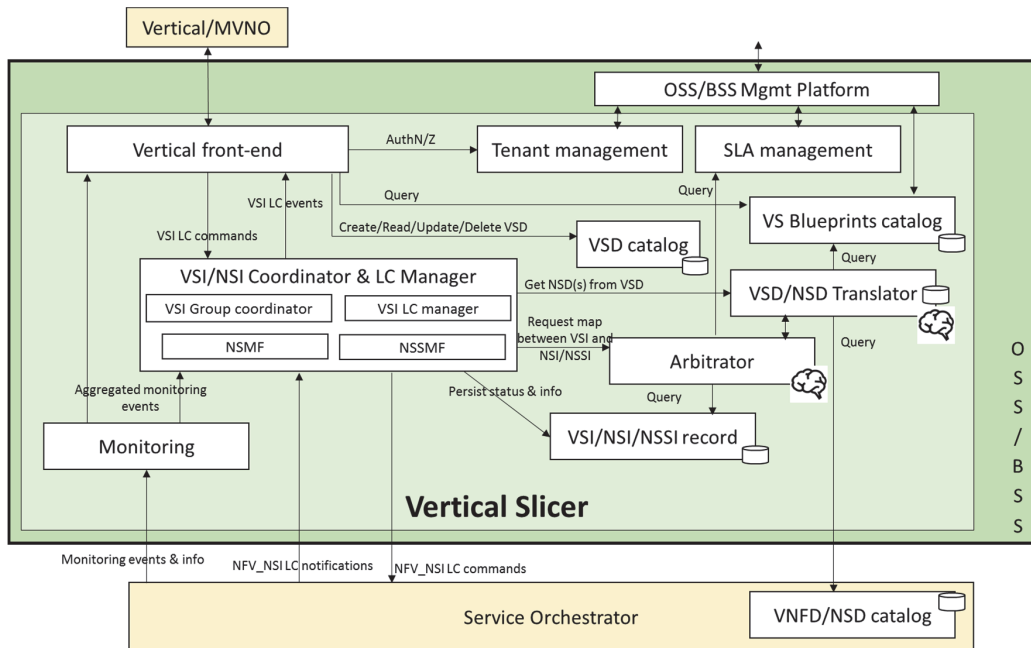 Vertical/MVNO
OSS/BSS Mgmt Platform
Vertical front-end
AuthN/Z
Tenant management
SLA management
Query
Query
VSI LC events
VS Blueprints catalog
VSI LC commands
Create/Read/Update/Delete VSD
VSD catalog
Query
VSI/NSI Coordinator & LC Manager
Get NSD(s) from VSD
VSD/NSD Translator
VSI Group coordinator
VSI LC manager
Request map
between VSI and
NSI/NSSI
NSMF
NSSMF
Query
Arbitrator
Aggregated monitoring
events
Persist status & info
Query
Monitoring
VSI/NSI/NSSI record
Vertical Slicer
O
S
S
/
B
S
S
Monitoring events & info
NFV_NSI LC notifications
NFV_NSI LC commands
Service Orchestrator
VNFD/NSD catalog